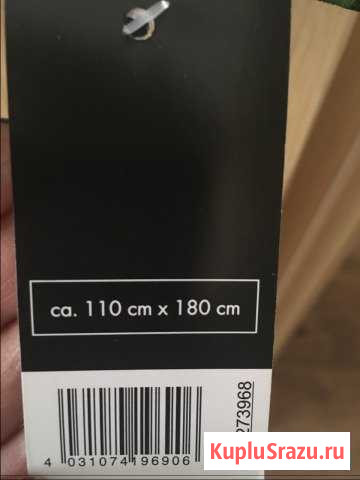 ca. 110 cm x 180 cm
273968
4 031074 196906
KupluSrazu.ru